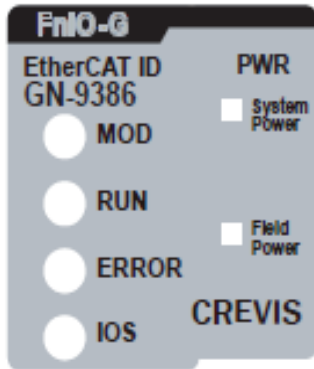 FnIO-G
EtherCAT ID
GN-9386
MOD
RUN
ERROR
IOS
PWR
System
Power
Field
Power
CREVIS